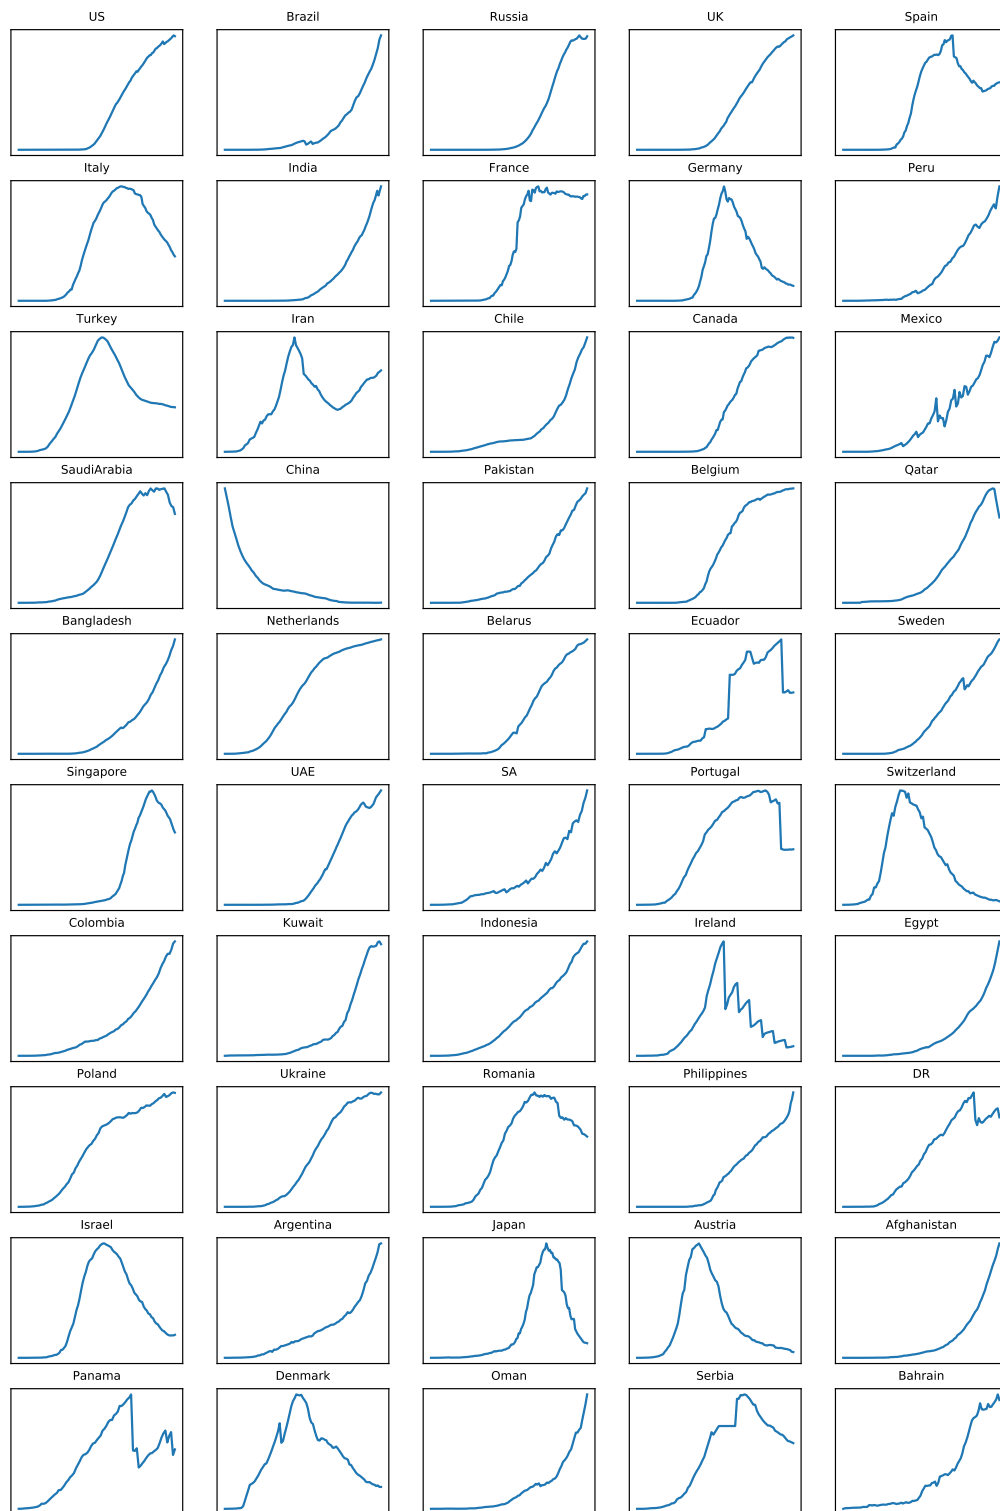 US Brazil Russia UK Spain
Italy India France Germany Peru
Turkey Iran Chile Canada Mexico
SaudiArabia China Pakistan Belgium Qatar
Bangladesh Netherlands Belarus Ecuador Sweden
Singapore UAE SA Portugal Switzerland
Colombia Kuwait Indonesia Ireland Egypt
Poland Ukraine Romania Philippines DR
Israel Argentina Japan Austria Afghanistan
Panama Denmark Oman Serbia Bahrain